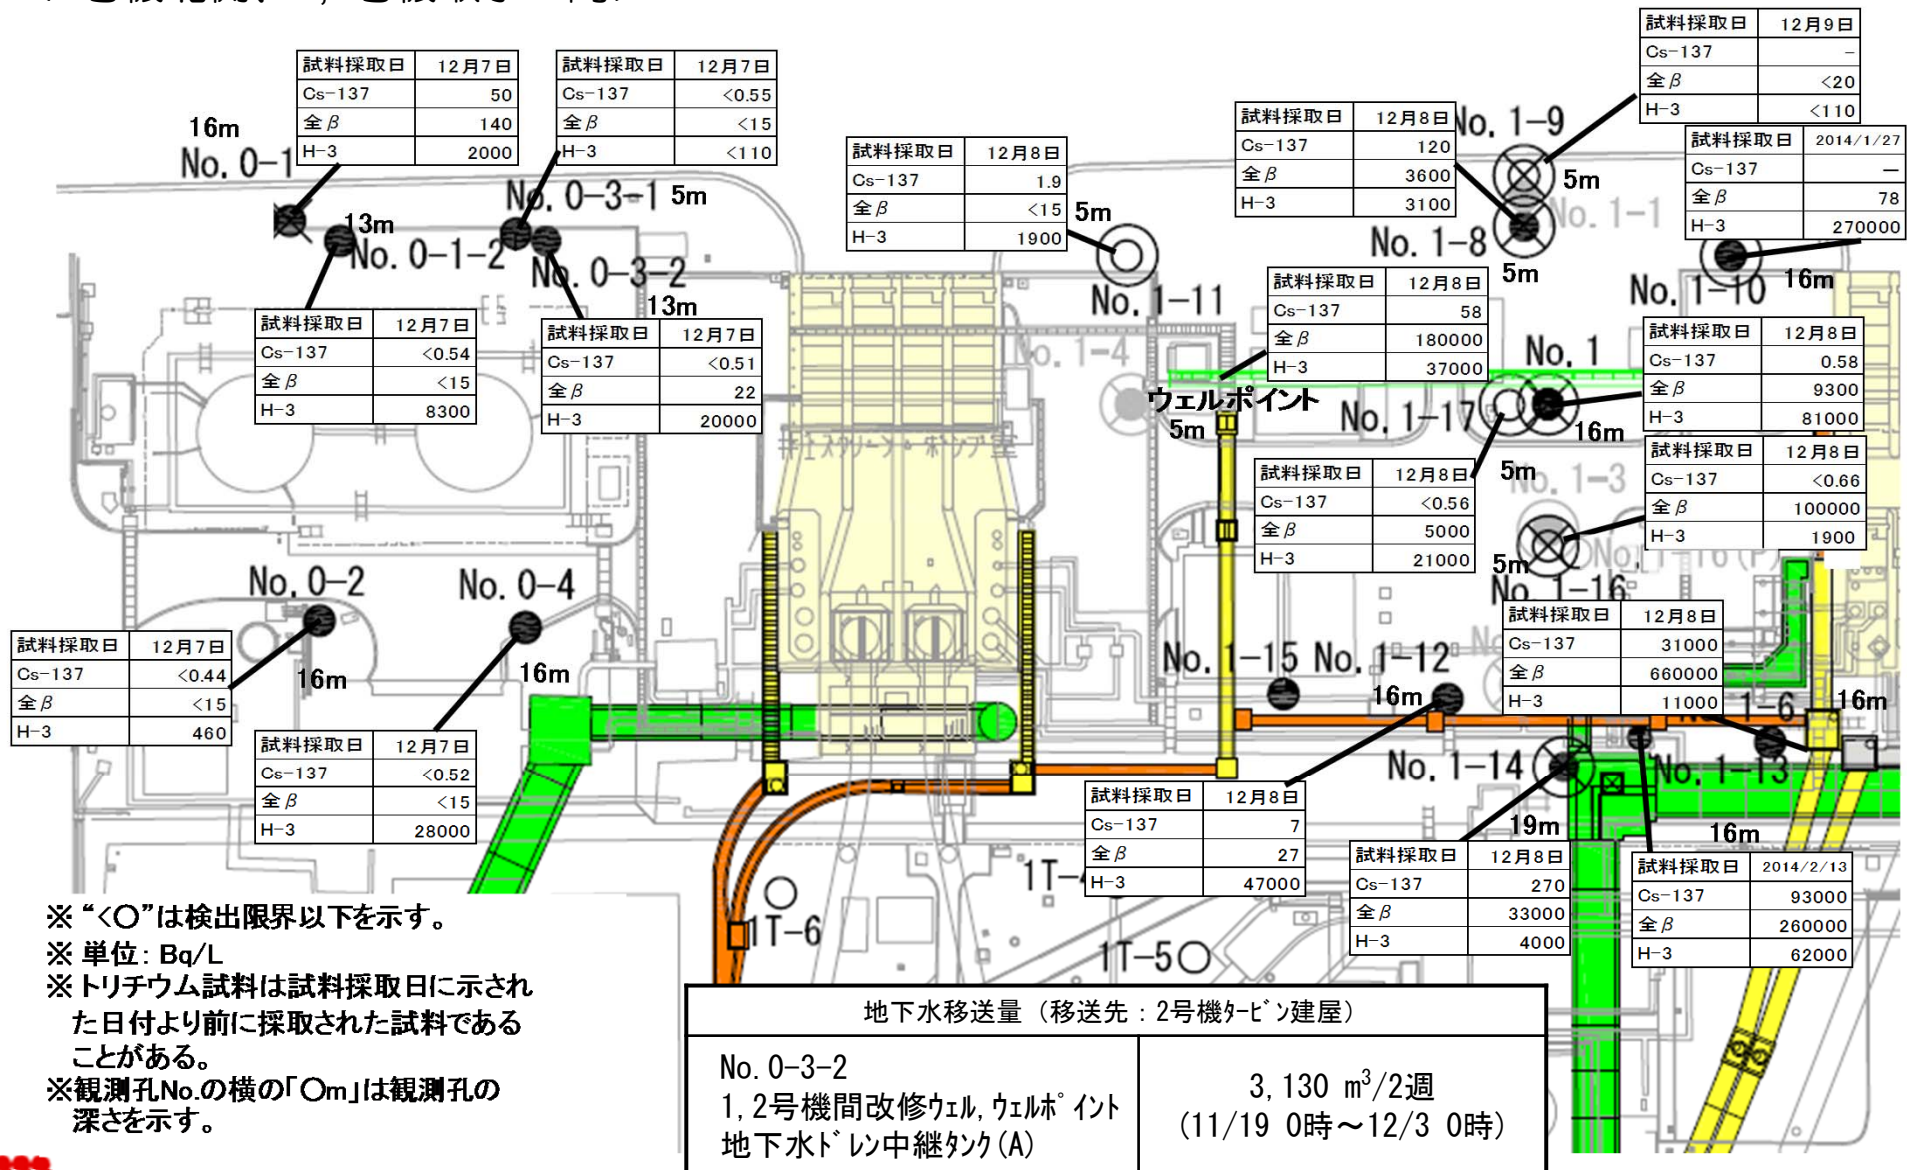 試料採取日 12月9日
Cs-137 -
全β <20
H-3 <110
試料採取日 12月7日
Cs-137 50
全β 140
H-3 2000
試料採取日 12月7日
Cs-137 <0.55
全β <15
H-3 <110
試料採取日 12月8日
Cs-137 1.9
全β <15
H-3 1900
試料採取日 12月8日
Cs-137 120
全β 3600
H-3 3100
試料採取日 2014/1/27
Cs-137 —
全β 78
H-3 270000
16m
No. 0-1
No. 0-3-1 5m
13m
No. 0-1-2
No. 0-3-2
13m
5m
No. 1-11
No. 1-9
5m
No. 1-1
No. 1-8
5m
No. 1-10
16m
試料採取日 12月7日
Cs-137 <0.54
全β <15
H-3 8300
試料採取日 12月7日
Cs-137 <0.51
全β 22
H-3 20000
試料採取日 12月8日
Cs-137 58
全β 180000
H-3 37000
試料採取日 12月8日
Cs-137 0.58
全β 9300
H-3 81000
No. 1-4
No. 1
ウェルポイント
5m
No. 1-17
16m
5m
No. 1-3
試料採取日 12月8日
Cs-137 <0.56
全β 5000
H-3 21000
試料採取日 12月8日
Cs-137 <0.66
全β 100000
H-3 1900
5m
No. 1-16
No. 1-16(P)
No. 0-2
16m
No. 0-4
16m
No. 1-15
No. 1-12
16m
試料採取日 12月7日
Cs-137 <0.44
全β <15
H-3 460
試料採取日 12月7日
Cs-137 <0.52
全β <15
H-3 28000
試料採取日 12月8日
Cs-137 31000
全β 660000
H-3 11000
1-6
16m
No. 1-14
19m
No. 1-13
16m
試料採取日 12月8日
Cs-137 7
全β 27
H-3 47000
試料採取日 12月8日
Cs-137 270
全β 33000
H-3 4000
試料採取日 2014/2/13
Cs-137 93000
全β 260000
H-3 62000
1T-6
1T-4
1T-5
※“<○”は検出限界以下を示す。
※ 単位: Bq/L
※トリチウム試料は試料採取日に示され
た日付より前に採取された試料である
ことがある。
※観測孔No.の横の「○m」は観測孔の
深さを示す。
地下水移送量（移送先：2号機ﾀｰﾋﾞﾝ建屋）
No. 0-3-2
1, 2号機間改修ｳｪﾙ, ｳｪﾙﾎﾟｲﾝﾄ
地下水ﾄﾞﾚﾝ中継ﾀﾝｸ(A)
3, 130 m³/2週
(11/19 0時～12/3 0時)